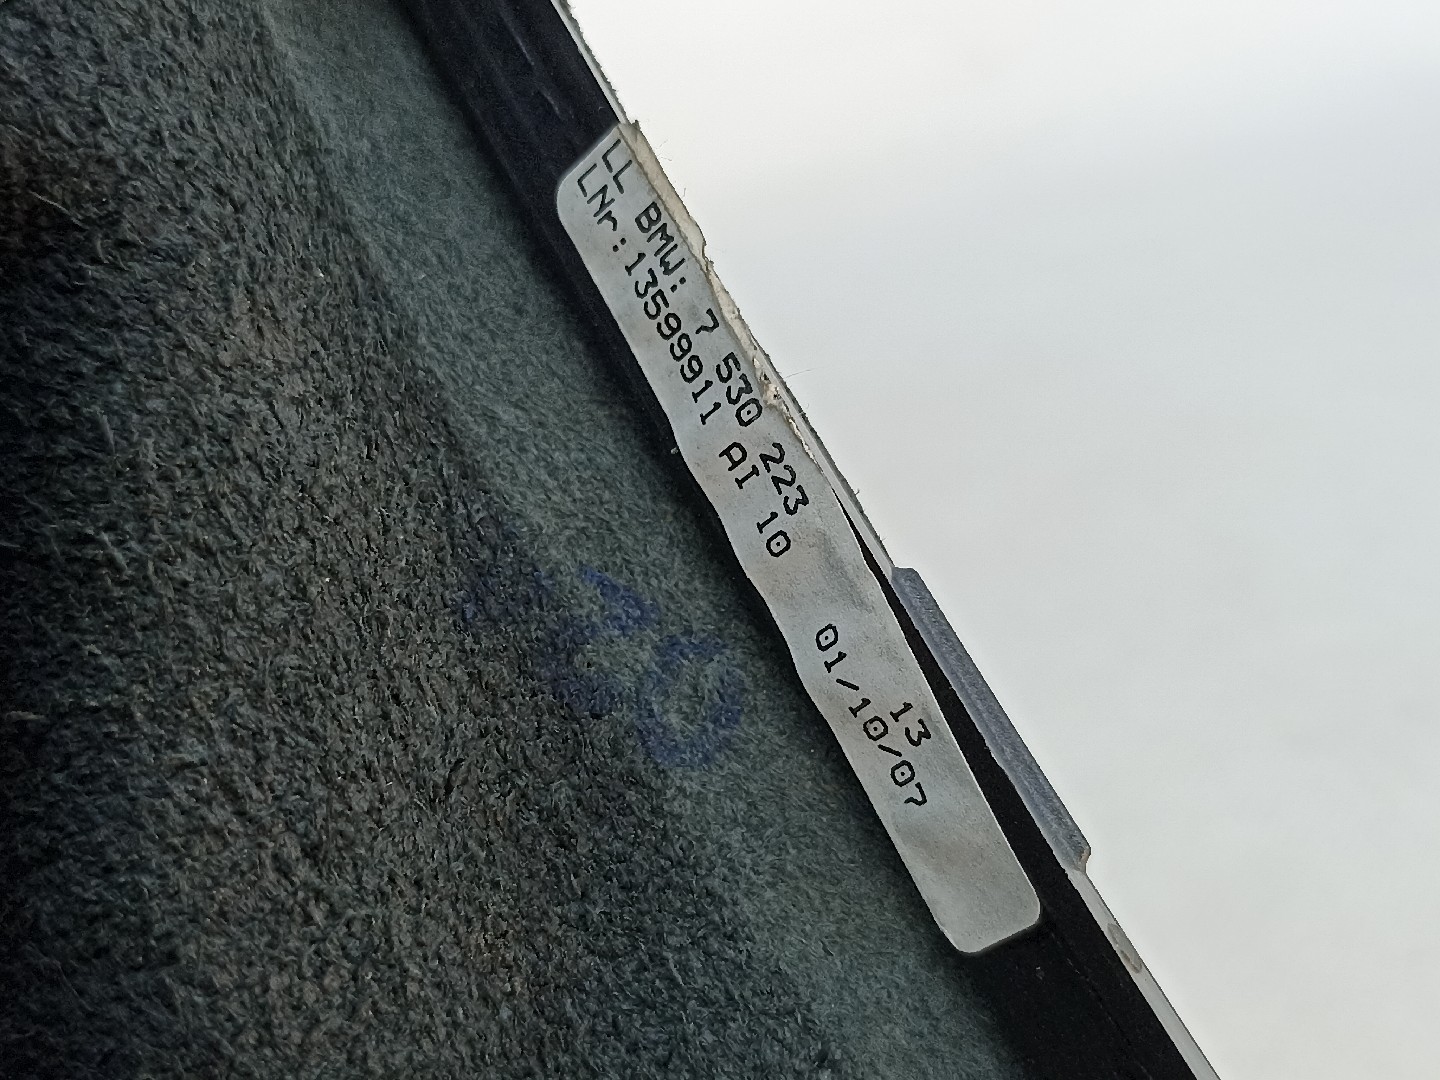 LL BMW: 7 530 223 13
LNr:13599911 AI 10 01/10/07